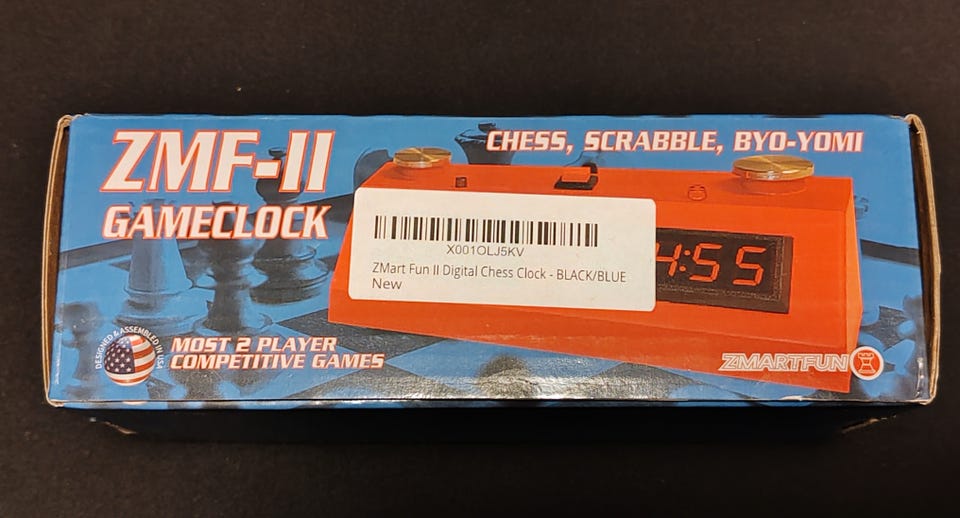 ZMF-II
GAMECLOCK
CHESS, SCRABBLE, BYO-YOMI
X001OLJ5KV
ZMart Fun II Digital Chess Clock - BLACK/BLUE
New
4:55
DESIGNED & ASSEMBLED IN USA
MOST 2 PLAYER
COMPETITIVE GAMES
ZMARTFUN